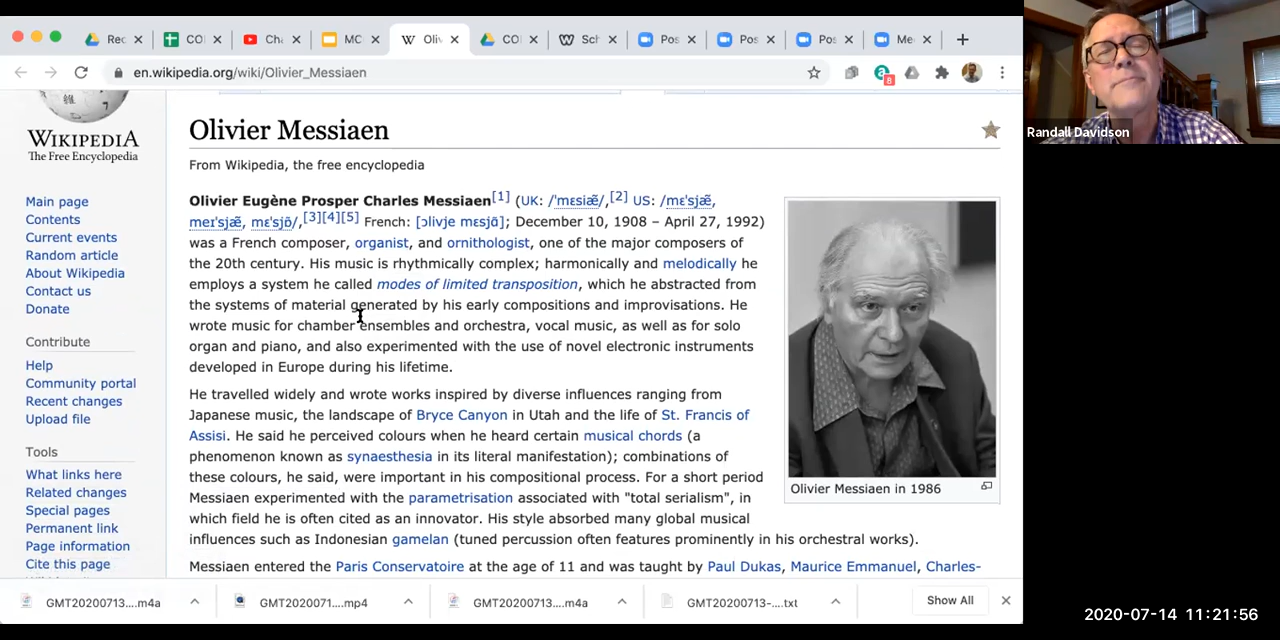 Rec
CO
Cha
MC
Oliv
CO
Sch
Pos
Pos
Pos
Me
en.wikipedia.org/wiki/Olivier_Messiaen
8
Randall Davidson
WIKIPEDIA
The Free Encyclopedia
Main page
Contents
Current events
Random article
About Wikipedia
Contact us
Donate
Contribute
Help
Community portal
Recent changes
Upload file
Tools
What links here
Related changes
Special pages
Permanent link
Page information
Cite this page
Olivier Messiaen
From Wikipedia, the free encyclopedia
Olivier Eugène Prosper Charles Messiaen[1] (UK: /ˈmɛsiæ̃/,[2] US: /mɛˈsjæ̃,
meɪˈsjæ̃, mɛˈsjɒ̃/,[3][4][5] French: [ɔlivje mɛsjɑ̃]; December 10, 1908 – April 27, 1992)
was a French composer, organist, and ornithologist, one of the major composers of
the 20th century. His music is rhythmically complex; harmonically and melodically he
employs a system he called modes of limited transposition, which he abstracted from
the systems of material generated by his early compositions and improvisations. He
wrote music for chamber ensembles and orchestra, vocal music, as well as for solo
organ and piano, and also experimented with the use of novel electronic instruments
developed in Europe during his lifetime.
He travelled widely and wrote works inspired by diverse influences ranging from
Japanese music, the landscape of Bryce Canyon in Utah and the life of St. Francis of
Assisi. He said he perceived colours when he heard certain musical chords (a
phenomenon known as synaesthesia in its literal manifestation); combinations of
these colours, he said, were important in his compositional process. For a short period
Messiaen experimented with the parametrisation associated with "total serialism", in
which field he is often cited as an innovator. His style absorbed many global musical
influences such as Indonesian gamelan (tuned percussion often features prominently in his orchestral works).
Messiaen entered the Paris Conservatoire at the age of 11 and was taught by Paul Dukas, Maurice Emmanuel, Charles-
Olivier Messiaen in 1986
GMT20200713....m4a
GMT2020071....mp4
GMT20200713....m4a
GMT20200713-....txt
Show All
2020-07-14 11:21:56